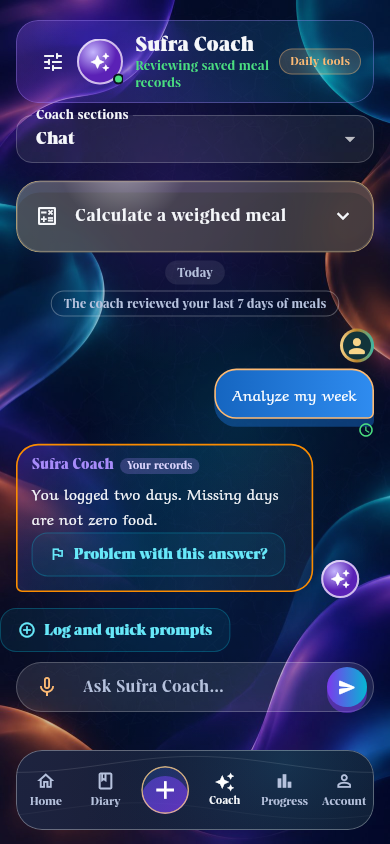 Sufra Coach
Reviewing saved meal
records
Daily tools
Coach sections
Chat
Calculate a weighed meal
Today
The coach reviewed your last 7 days of meals
Analyze my week
Sufra Coach
Your records
You logged two days. Missing days
are not zero food.
Problem with this answer?
Log and quick prompts
Ask Sufra Coach...
Home
Diary
Coach
Progress
Account